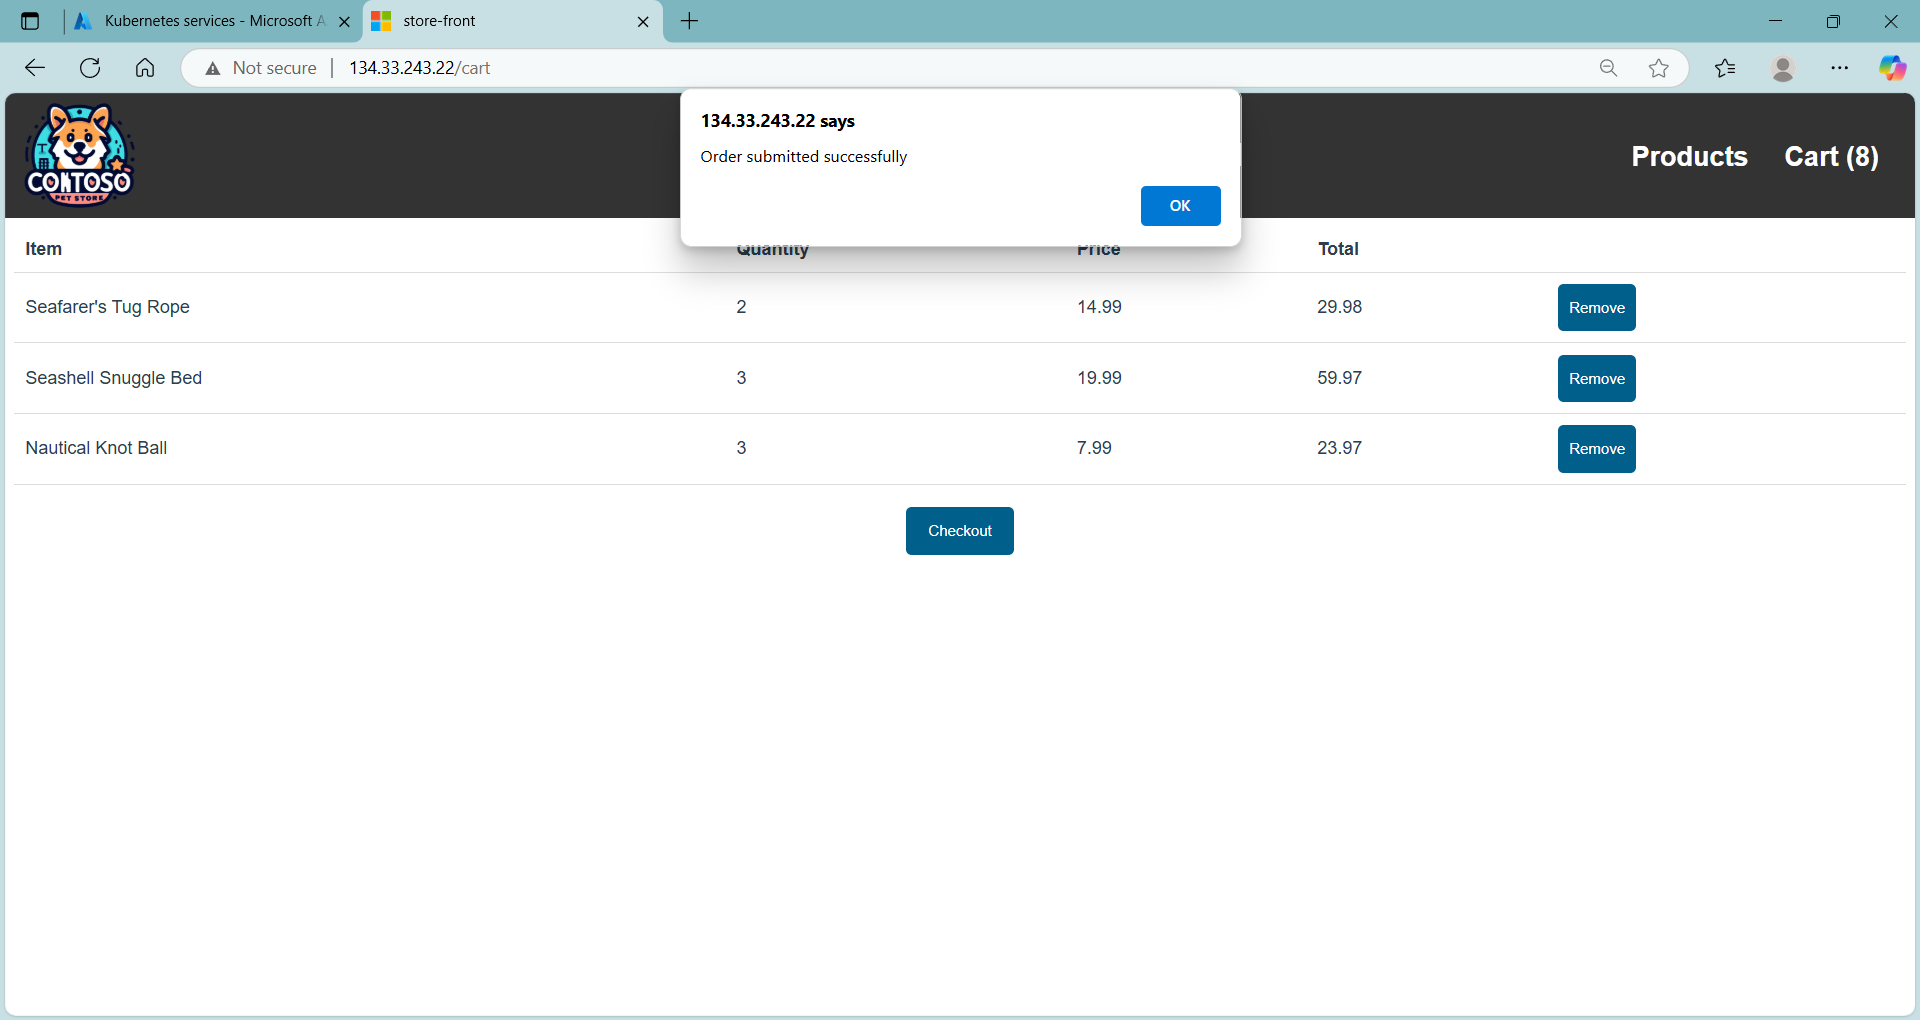 Kubernetes services - Microsoft A
store-front
Not secure
134.33.243.22/cart
134.33.243.22 says
Order submitted successfully
OK
CONTOSO
PET STORE
Products
Cart (8)
Item Quantity Price Total
Seafarer's Tug Rope 2 14.99 29.98 Remove
Seashell Snuggle Bed 3 19.99 59.97 Remove
Nautical Knot Ball 3 7.99 23.97 Remove
Checkout